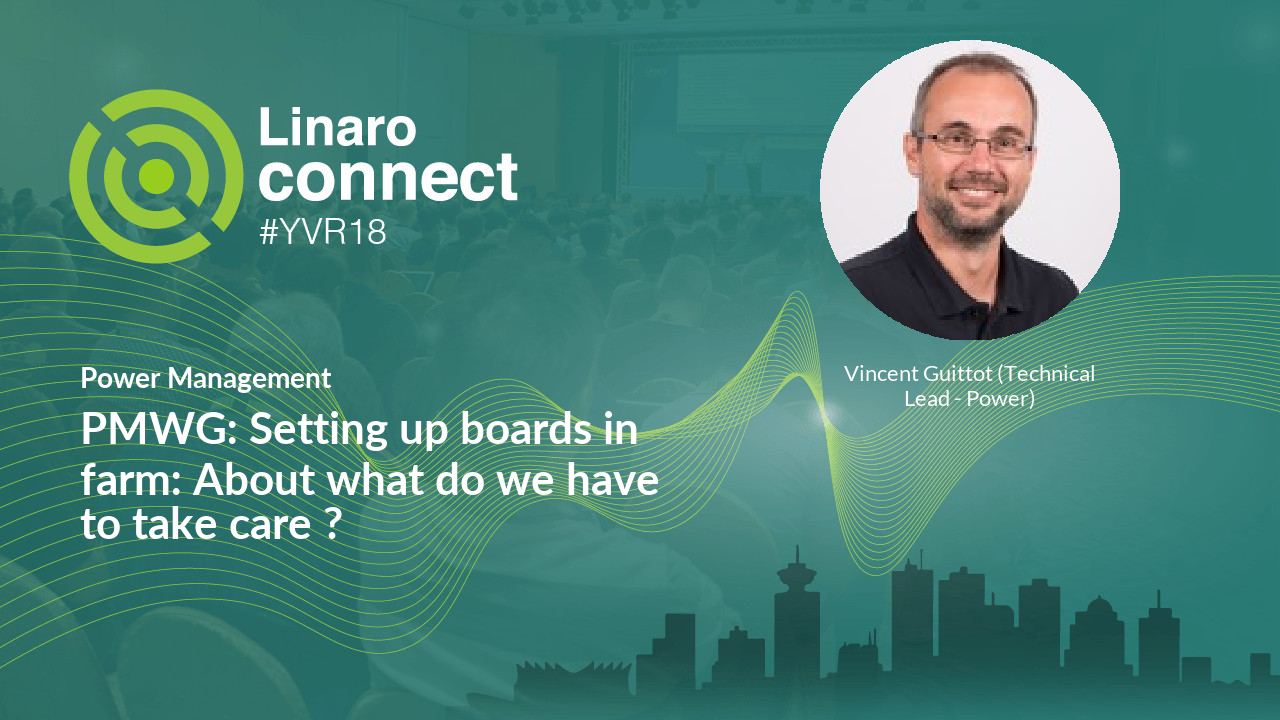 Linaro
connect
#YVR18
Power Management
PMWG: Setting up boards in
farm: About what do we have
to take care ?
Vincent Guittot (Technical
Lead - Power)